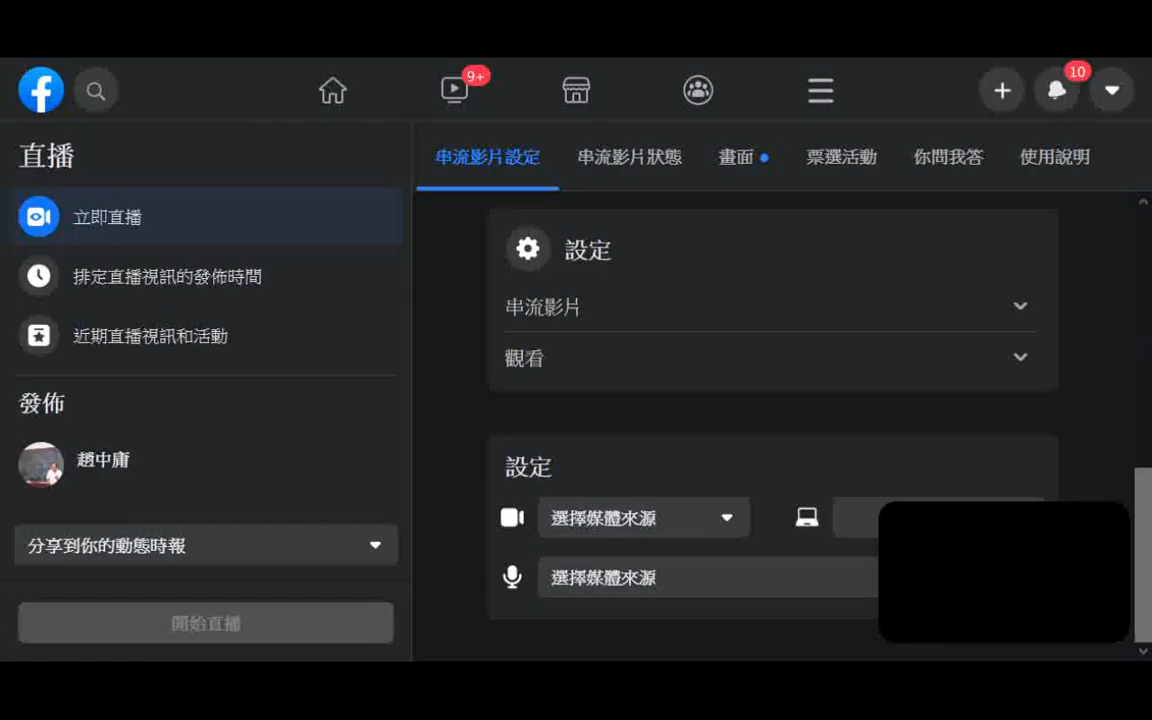 9+
10
直播
立即直播
排定直播視訊的發佈時間
近期直播視訊和活動
發佈
趙中庸
分享到你的動態時報
開始直播
串流影片設定 串流影片狀態 畫面 票選活動 你問我答 使用說明
設定
串流影片
觀看
設定
選擇媒體來源
選擇媒體來源